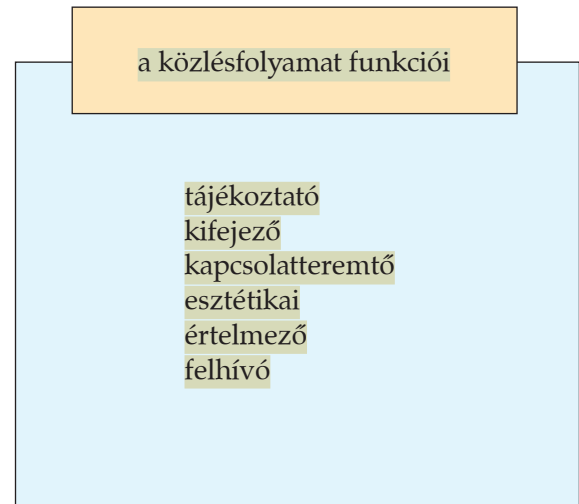 a közlésfolyamat funkciói
tájékoztató
kifejező
kapcsolatteremtő
esztétikai
értelmező
felhívó